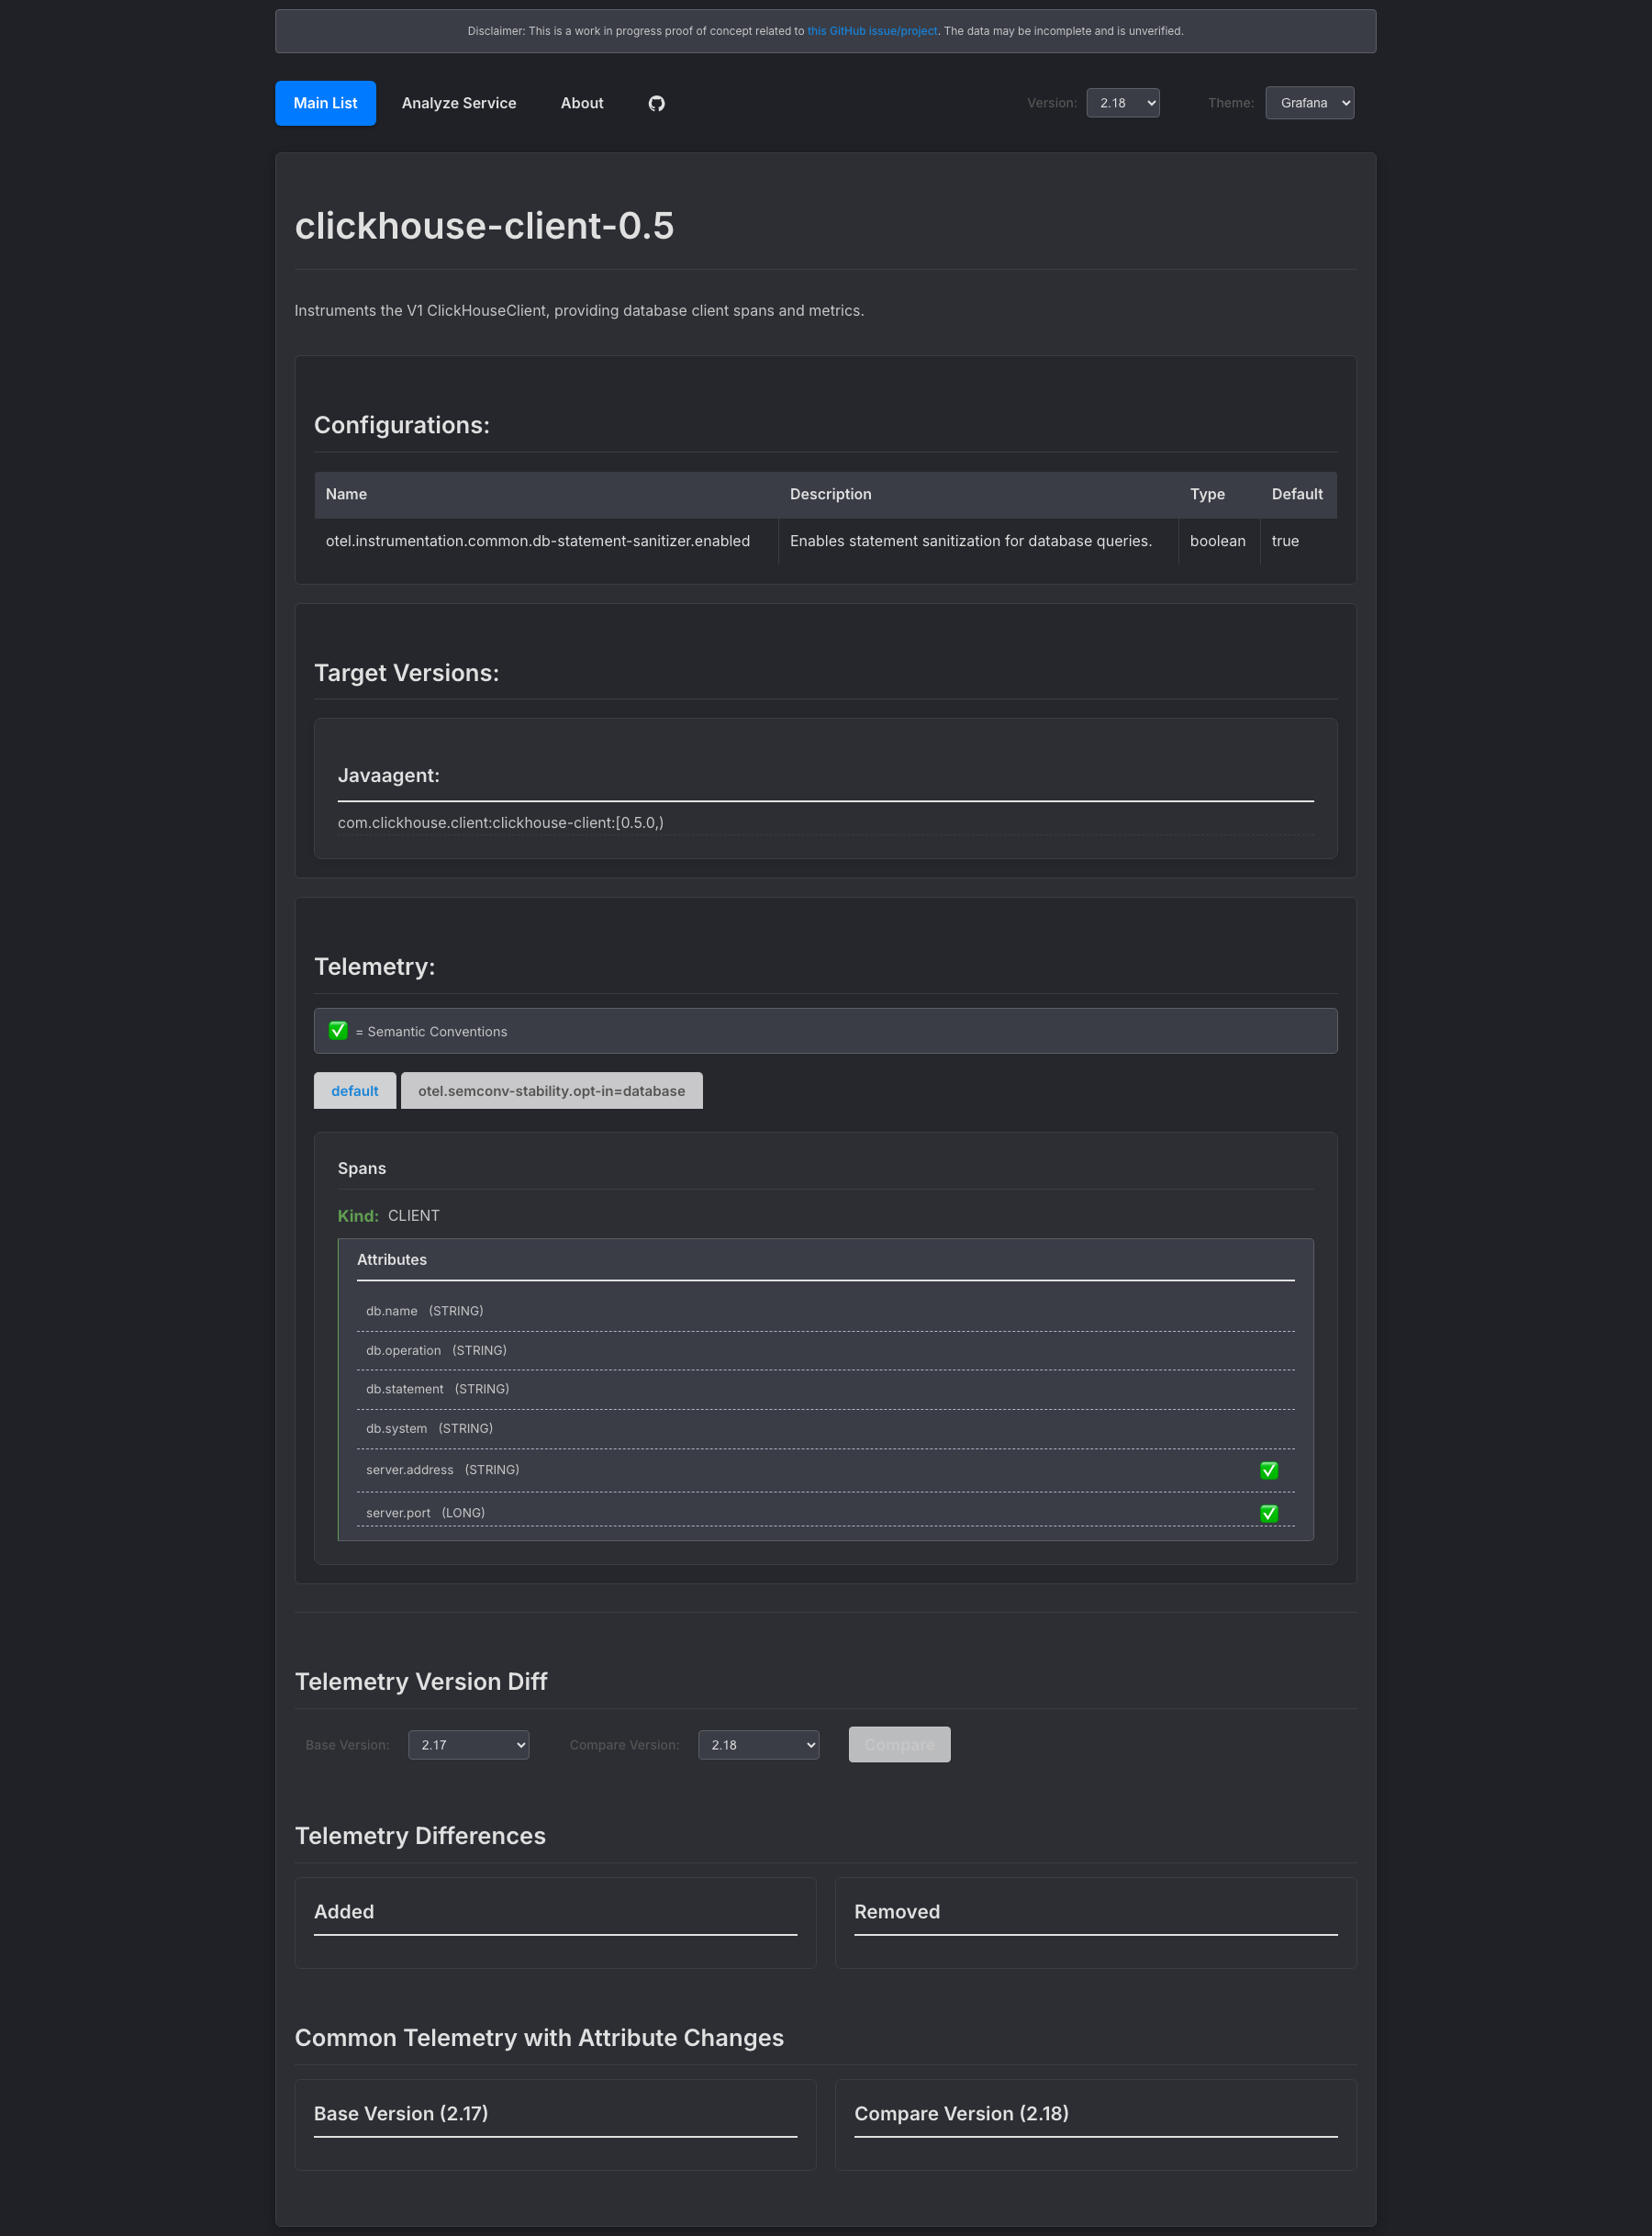 Disclaimer: This is a work in progress proof of concept related to this GitHub issue/project. The data may be incomplete and is unverified.
Main List Analyze Service About Version: 2.18 Theme: Grafana
clickhouse-client-0.5
Instruments the V1 ClickHouseClient, providing database client spans and metrics.
Configurations:
Name Description Type Default
otel.instrumentation.common.db-statement-sanitizer.enabled Enables statement sanitization for database queries. boolean true
Target Versions:
Javaagent:
com.clickhouse.client:clickhouse-client:[0.5.0,)
Telemetry:
✅ = Semantic Conventions
default otel.semconv-stability.opt-in=database
Spans
Kind: CLIENT
Attributes
db.name (STRING)
db.operation (STRING)
db.statement (STRING)
db.system (STRING)
server.address (STRING) ✅
server.port (LONG) ✅
Telemetry Version Diff
Base Version: 2.17 Compare Version: 2.18 Compare
Telemetry Differences
Added Removed
Common Telemetry with Attribute Changes
Base Version (2.17) Compare Version (2.18)